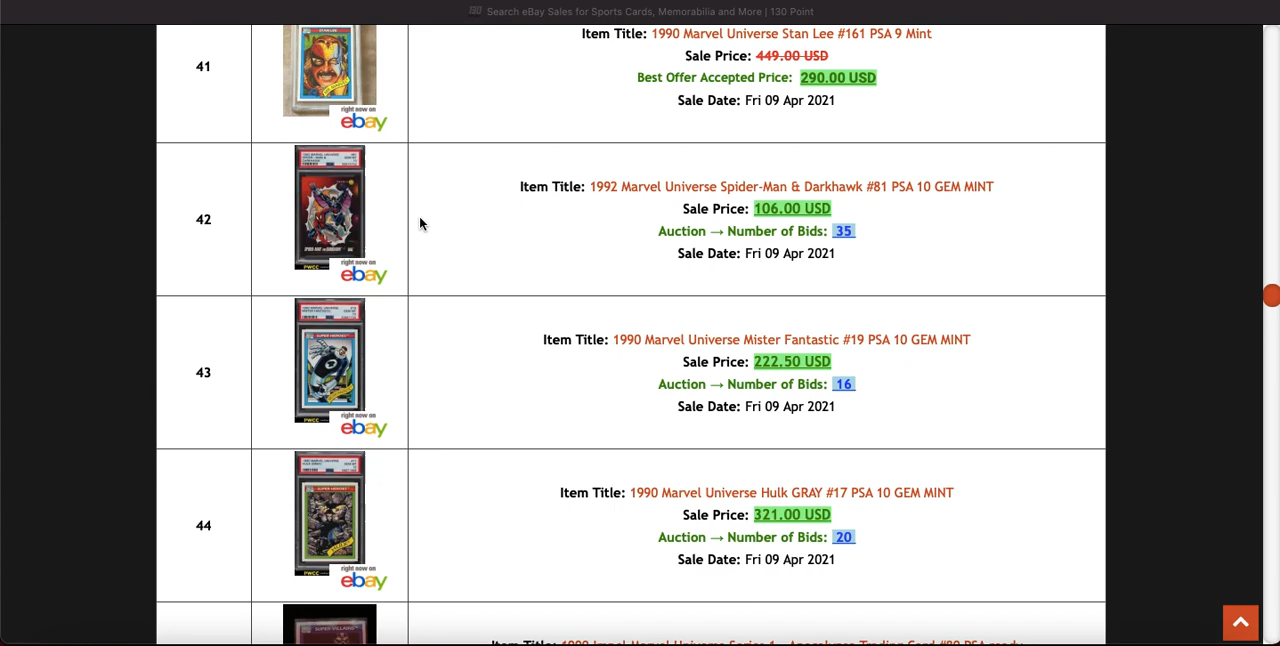 130 Search eBay Sales for Sports Cards, Memorabilia and More | 130 Point
41
Item Title: 1990 Marvel Universe Stan Lee #161 PSA 9 Mint
Sale Price: 449.00 USD
Best Offer Accepted Price: 290.00 USD
Sale Date: Fri 09 Apr 2021
right now on
ebay
42
Item Title: 1992 Marvel Universe Spider-Man & Darkhawk #81 PSA 10 GEM MINT
Sale Price: 106.00 USD
Auction → Number of Bids: 35
Sale Date: Fri 09 Apr 2021
PWCC
right now on
ebay
43
Item Title: 1990 Marvel Universe Mister Fantastic #19 PSA 10 GEM MINT
Sale Price: 222.50 USD
Auction → Number of Bids: 16
Sale Date: Fri 09 Apr 2021
PWCC
right now on
ebay
44
Item Title: 1990 Marvel Universe Hulk GRAY #17 PSA 10 GEM MINT
Sale Price: 321.00 USD
Auction → Number of Bids: 20
Sale Date: Fri 09 Apr 2021
PWCC
right now on
ebay
SUPER VILLAINS